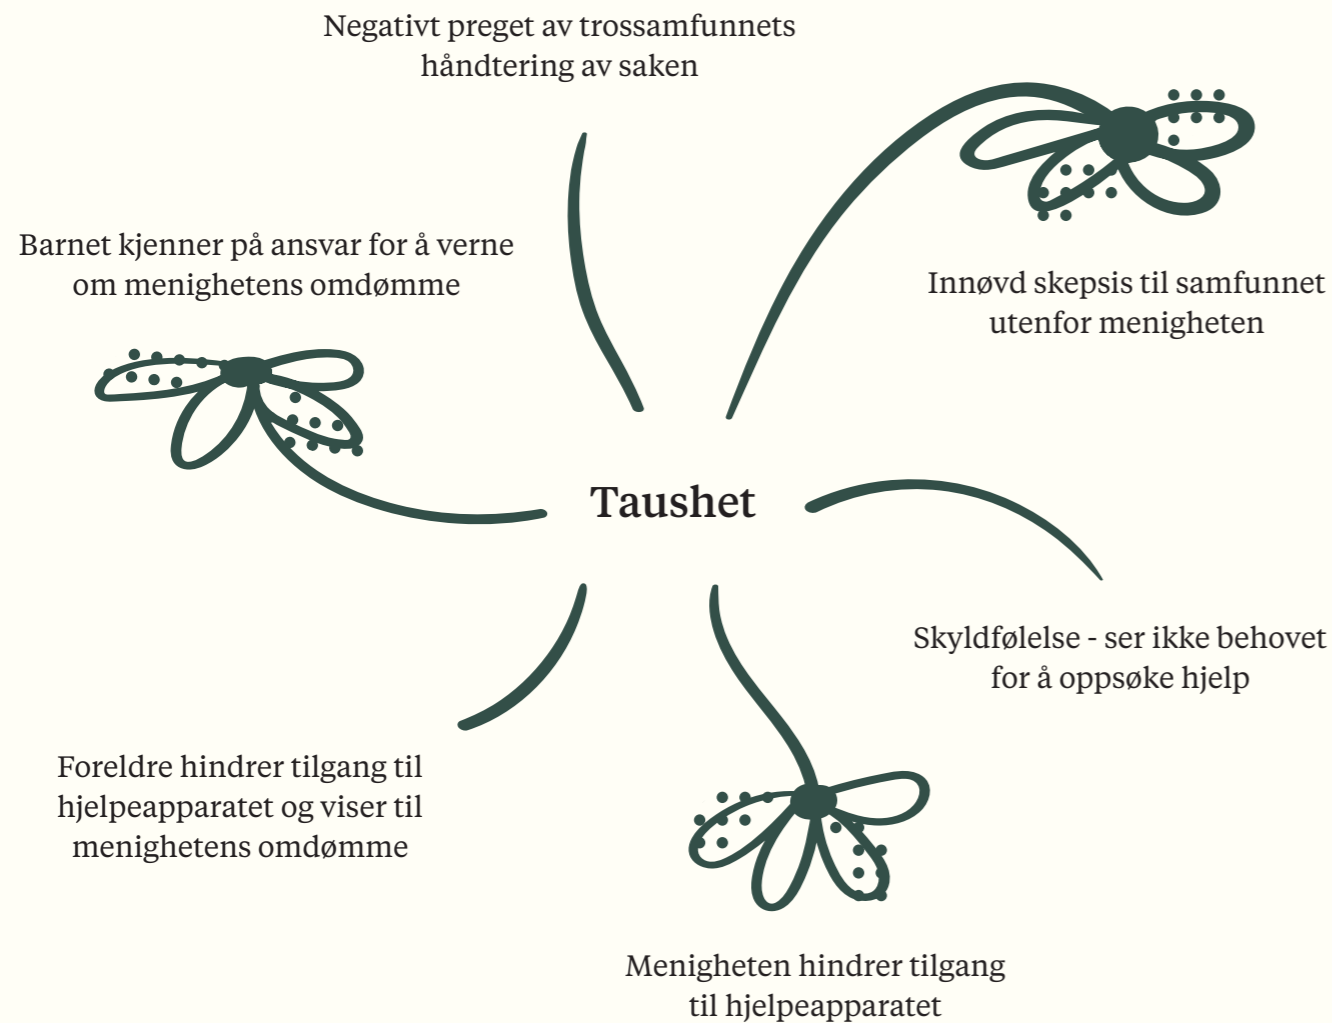 Negativt preget av trossamfunnets
håndtering av saken
Barnet kjenner på ansvar for å verne
om menighetens omdømme
Innøvd skepsis til samfunnet
utenfor menigheten
Taushet
Skyldfølelse - ser ikke behovet
for å oppsøke hjelp
Foreldre hindrer tilgang til
hjelpeapparatet og viser til
menighetens omdømme
Menigheten hindrer tilgang
til hjelpeapparatet